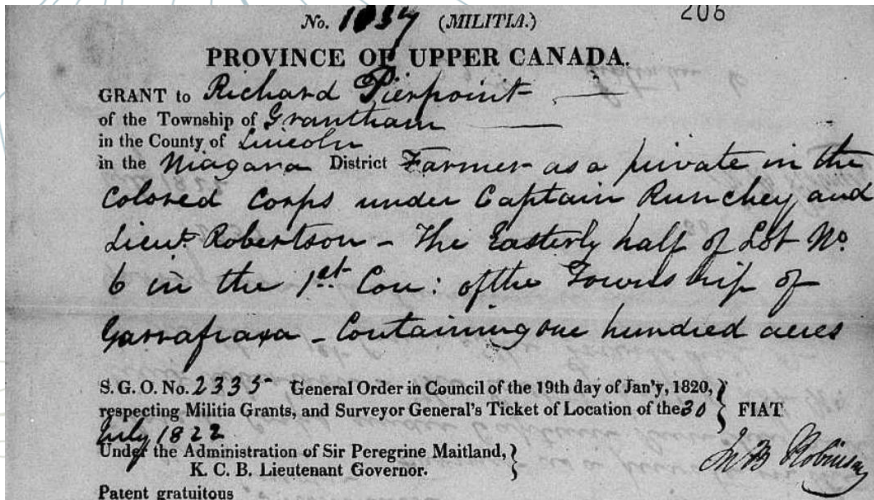 No. 1037 (MILITIA.)
206
PROVINCE OF UPPER CANADA.
GRANT to Richard Pierpoint
of the Township of Grantham
in the County of Lincoln
in the Niagara District Farmer as a private in the
Colored Corps under Captain Runchey and
Lieut Robertson - The Easterly half of Lot No.
6 in the 1st Con: of the Township of
Garrafraxa - Containing one hundred acres
S. G. O. No. 2335 General Order in Council of the 19th day of Jan'y, 1820,
respecting Militia Grants, and Surveyor General's Ticket of Location of the 30 FIAT
July 1822
Under the Administration of Sir Peregrine Maitland,
K. C. B. Lieutenant Governor.
Jno B Robinson
Patent gratuitous